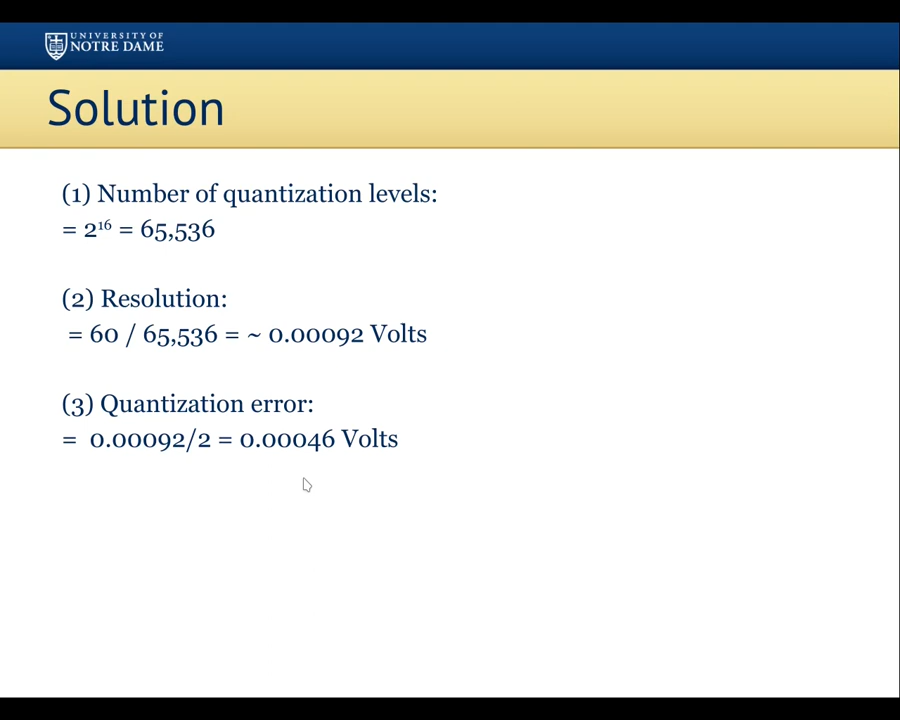 UNIVERSITY OF
NOTRE DAME
Solution
(1) Number of quantization levels:
= 2¹⁶ = 65,536
(2) Resolution:
= 60 / 65,536 = ~ 0.00092 Volts
(3) Quantization error:
= 0.00092/2 = 0.00046 Volts